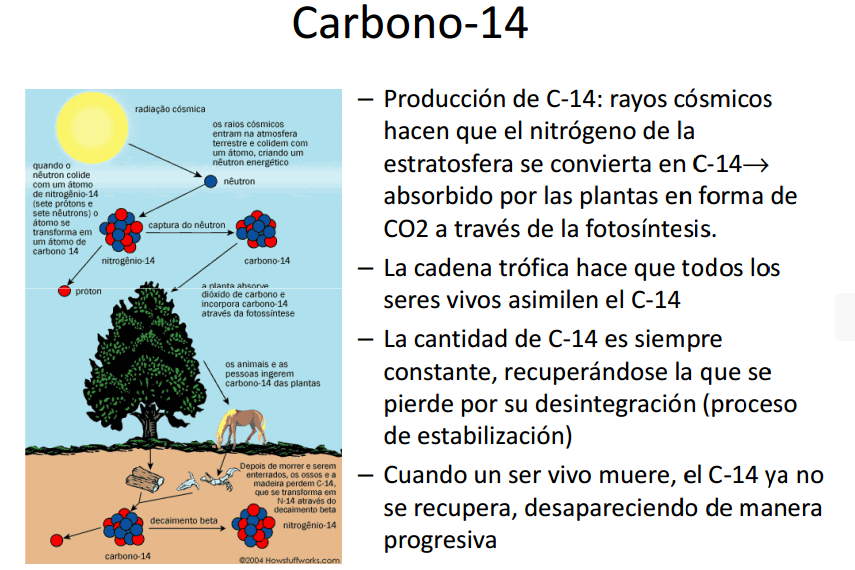 Carbono-14
radiação cósmica
os raios cósmicos
entram na atmosfera
terrestre e colidem com
um átomo, criando um
nêutron energético
quando o
nêutron colide
com um átomo
de nitrogênio-14
(sete prótons e
sete nêutrons) o
átomo se
transforma em
um átomo de
carbono 14
nêutron
captura do nêutron
nitrogênio-14
carbono-14
próton
a planta absorve
dióxido de carbono e
incorpora carbono-14
através da fotossíntese
os animais e as
pessoas ingerem
carbono-14 das plantas
Depois de morrer e serem
enterrados, os ossos e a
madeira perdem C-14,
que se transforma em
N-14 através do
decaimento beta
decaimento beta
nitrogênio-14
carbono-14
©2004 Howstuffworks.com
– Producción de C-14: rayos cósmicos
hacen que el nitrógeno de la
estratosfera se convierta en C-14→
absorbido por las plantas en forma de
CO2 a través de la fotosíntesis.
– La cadena trófica hace que todos los
seres vivos asimilen el C-14
– La cantidad de C-14 es siempre
constante, recuperándose la que se
pierde por su desintegración (proceso
de estabilización)
– Cuando un ser vivo muere, el C-14 ya no
se recupera, desapareciendo de manera
progresiva